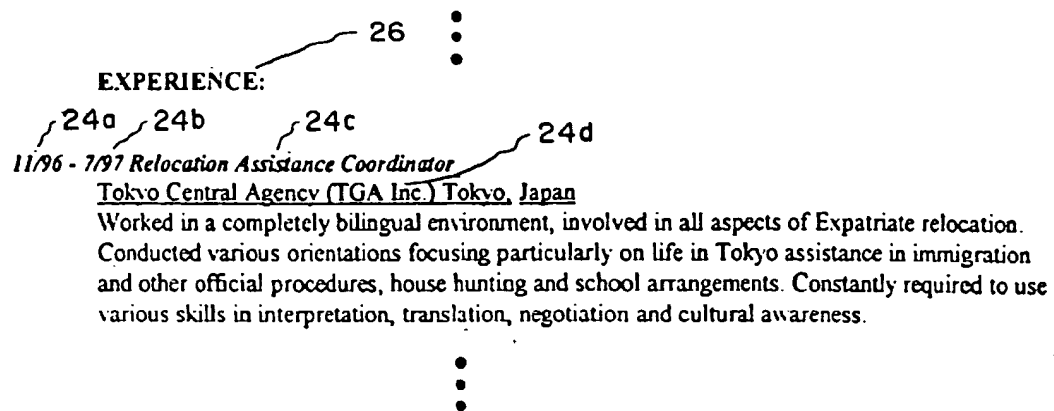 26
EXPERIENCE:
24a 24b 24c 24d
11/96 - 7/97 Relocation Assistance Coordinator
Tokyo Central Agency (TGA Inc.) Tokyo, Japan
Worked in a completely bilingual environment, involved in all aspects of Expatriate relocation.
Conducted various orientations focusing particularly on life in Tokyo assistance in immigration
and other official procedures, house hunting and school arrangements. Constantly required to use
various skills in interpretation, translation, negotiation and cultural awareness.